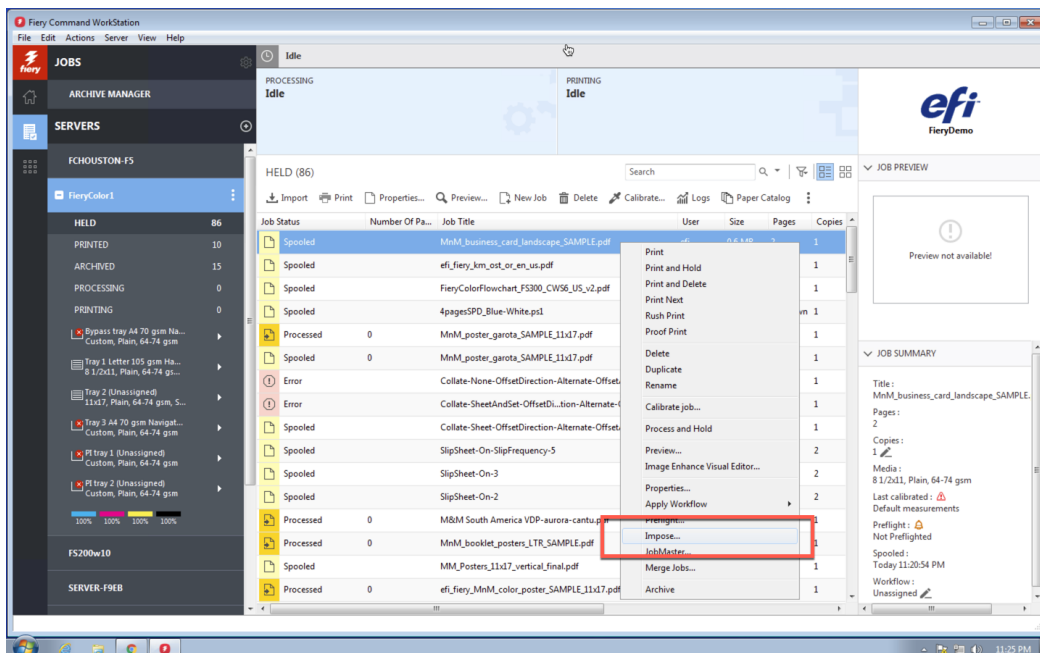 Fiery Command WorkStation
File Edit Actions Server View Help
fiery
JOBS
ARCHIVE MANAGER
SERVERS
FCHOUSTON-F5
FieryColor1
HELD 86
PRINTED 10
ARCHIVED 15
PROCESSING 0
PRINTING 0
Bypass tray A4 70 gsm Na...
Custom, Plain, 64-74 gsm
Tray 1 Letter 105 gsm Ha...
8 1/2x11, Plain, 64-74 gs...
Tray 2 (Unassigned)
11x17, Plain, 64-74 gsm, S...
Tray 3 A4 70 gsm Navigat...
Custom, Plain, 64-74 gsm
PI tray 1 (Unassigned)
Custom, Plain, 64-74 gsm
PI tray 2 (Unassigned)
Custom, Plain, 64-74 gsm
100% 100% 100% 100%
FS200w10
SERVER-F9EB
Idle
PROCESSING
Idle
PRINTING
Idle
HELD (86)
Search
Import Print Properties... Preview... New Job Delete Calibrate... Logs Paper Catalog
Job Status Number Of Pa... Job Title User Size Pages Copies
Spooled MnM_business_card_landscape_SAMPLE.pdf efi 0.6 MB 2 1
Spooled efi_fiery_km_ost_or_en_us.pdf 1
Spooled FieryColorFlowchart_FS300_CWS6_US_v2.pdf 1
Spooled 4pagesSPD_Blue-White.ps1 wn 1
Processed 0 MnM_poster_garota_SAMPLE_11x17.pdf 1
Spooled 0 MnM_poster_garota_SAMPLE_11x17.pdf 1
Error Collate-None-OffsetDirection-Alternate-Offset 1
Error Collate-SheetAndSet-OffsetDi...tion-Alternate- 1
Spooled Collate-Sheet-OffsetDirection-Alternate-Offset 1
Spooled SlipSheet-On-SlipFrequency-5 2
Spooled SlipSheet-On-3 2
Spooled SlipSheet-On-2 2
Processed 0 M&M South America VDP-aurora-cantu.pdf 1
Processed 0 MnM_booklet_posters_LTR_SAMPLE.pdf 1
Spooled MM_Posters_11x17_vertical_final.pdf 1
Processed 0 efi_fiery_MnM_color_poster_SAMPLE_11x17.pdf 1
Print
Print and Hold
Print and Delete
Print Next
Rush Print
Proof Print
Delete
Duplicate
Rename
Calibrate job...
Process and Hold
Preview...
Image Enhance Visual Editor...
Properties...
Apply Workflow
Preflight...
Impose...
JobMaster...
Merge Jobs...
Archive
efi
FieryDemo
JOB PREVIEW
Preview not available!
JOB SUMMARY
Title :
MnM_business_card_landscape_SAMPLE.
Pages :
2
Copies :
1
Media :
8 1/2x11, Plain, 64-74 gsm
Last calibrated :
Default measurements
Preflight :
Not Preflighted
Spooled :
Today 11:20:54 PM
Workflow :
Unassigned
11:25 PM